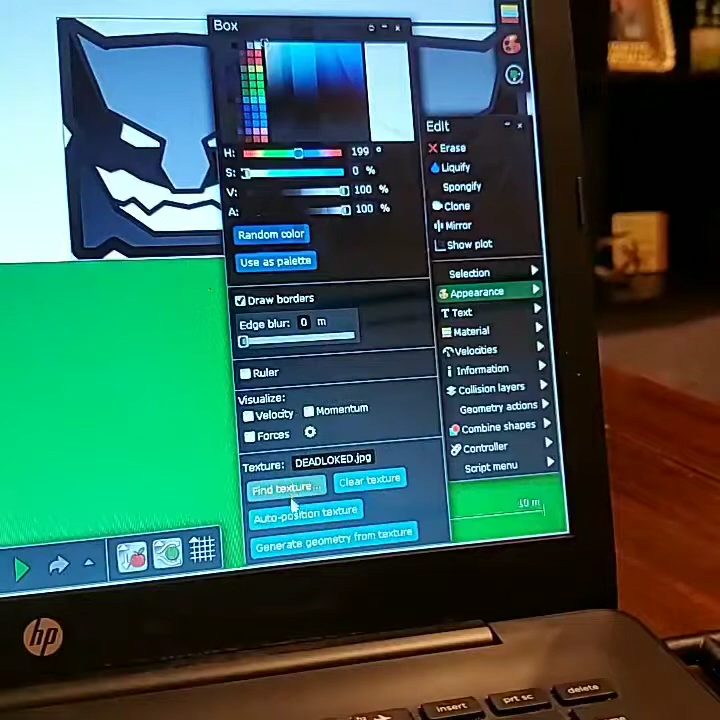 Box
Edit
H: 199 °
S: 0 %
V: 100 %
A: 100 %
Random color
Use as palette
Draw borders
Edge blur: 0 m
Ruler
Visualize:
Velocity Momentum
Forces
Texture: DEADLOKED.jpg
Find texture... Clear texture
Auto-position texture
Generate geometry from texture
Erase
Liquify
Spongify
Clone
Mirror
Show plot
Selection
Appearance
Text
Material
Velocities
Information
Collision layers
Geometry actions
Combine shapes
Controller
Script menu
10 m
hp
insert
prt sc
delete